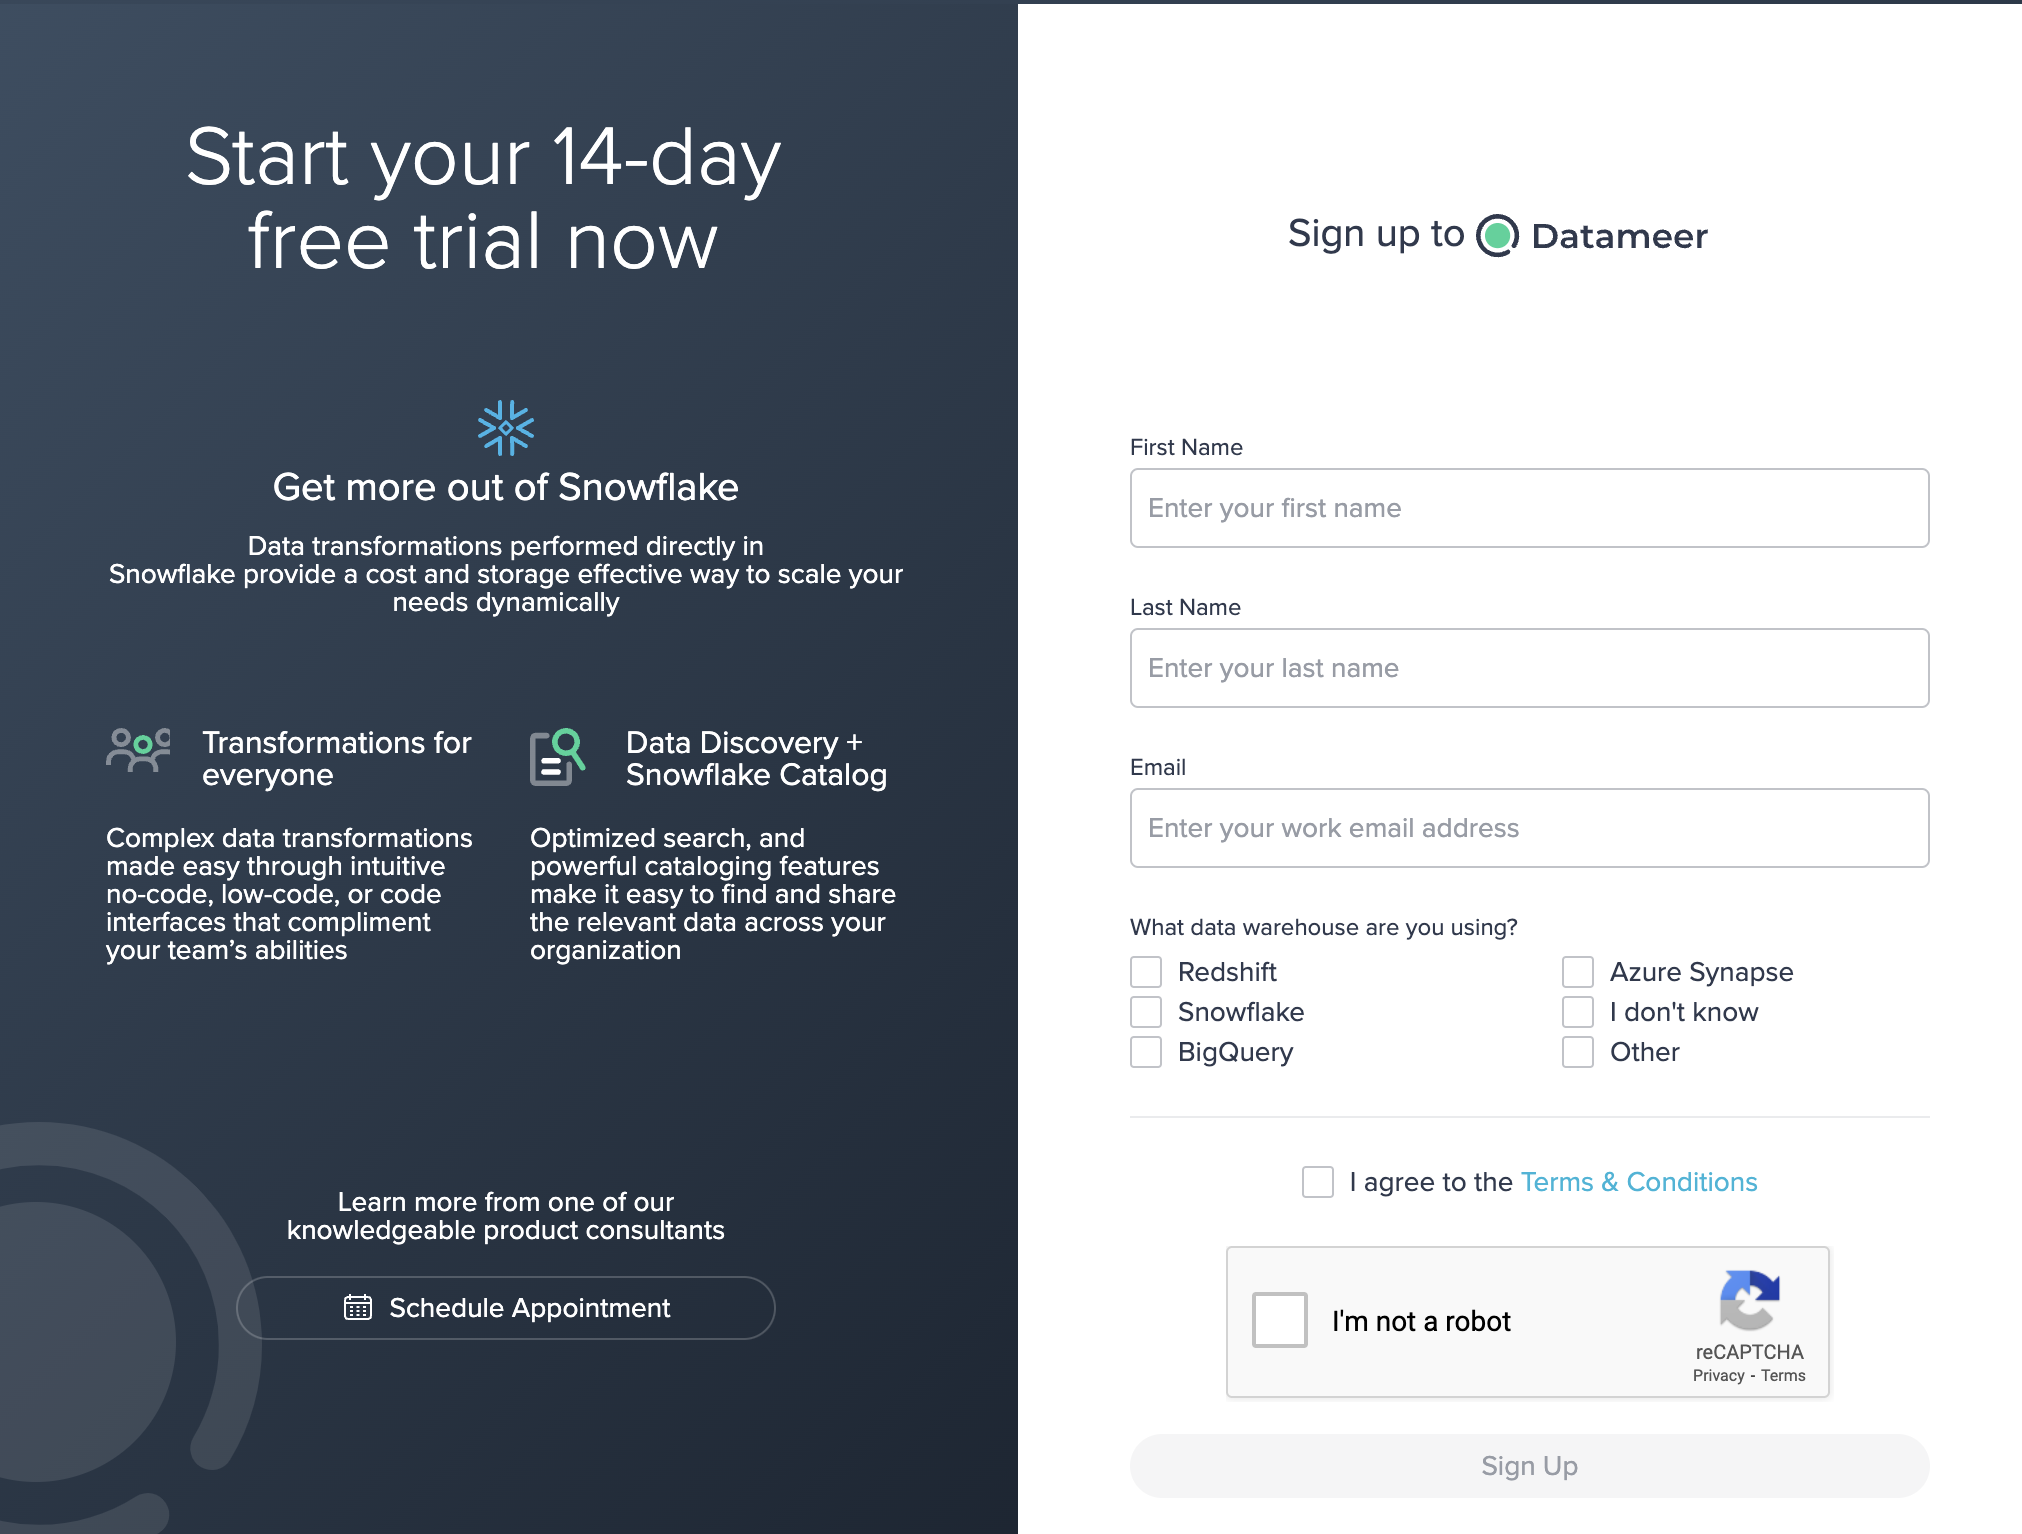 Start your 14-day
free trial now
Get more out of Snowflake
Data transformations performed directly in
Snowflake provide a cost and storage effective way to scale your
needs dynamically
Transformations for
everyone
Complex data transformations
made easy through intuitive
no-code, low-code, or code
interfaces that compliment
your team’s abilities
Data Discovery +
Snowflake Catalog
Optimized search, and
powerful cataloging features
make it easy to find and share
the relevant data across your
organization
Learn more from one of our
knowledgeable product consultants
Schedule Appointment
Sign up to Datameer
First Name
Enter your first name
Last Name
Enter your last name
Email
Enter your work email address
What data warehouse are you using?
Redshift
Snowflake
BigQuery
Azure Synapse
I don't know
Other
I agree to the Terms & Conditions
I'm not a robot
reCAPTCHA
Privacy - Terms
Sign Up